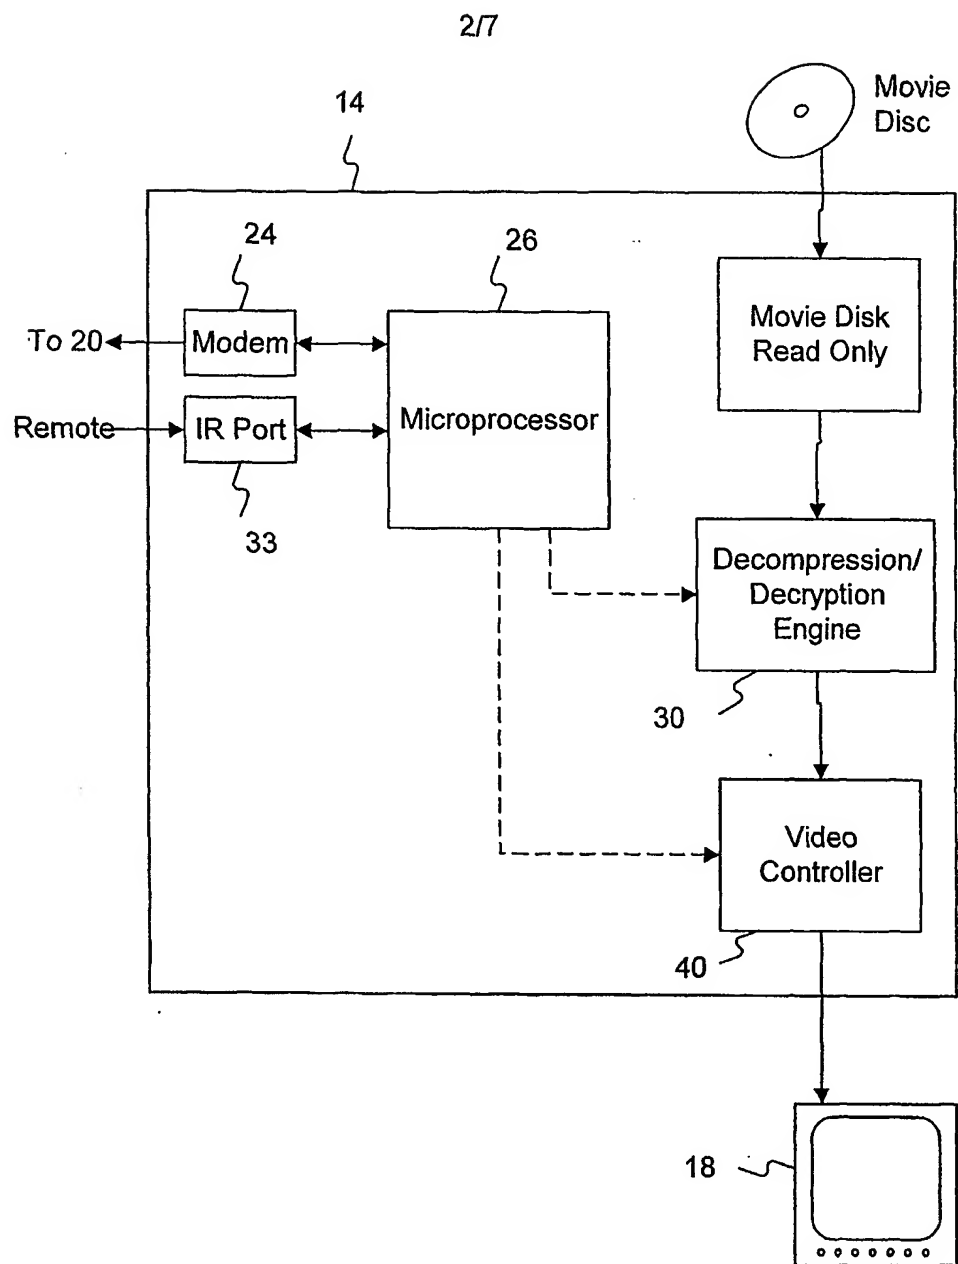 2/7
Movie
Disc
14
24
26
To 20
Modem
Movie Disk
Read Only
Microprocessor
Remote
IR Port
33
Decompression/
Decryption
Engine
30
Video
Controller
40
18